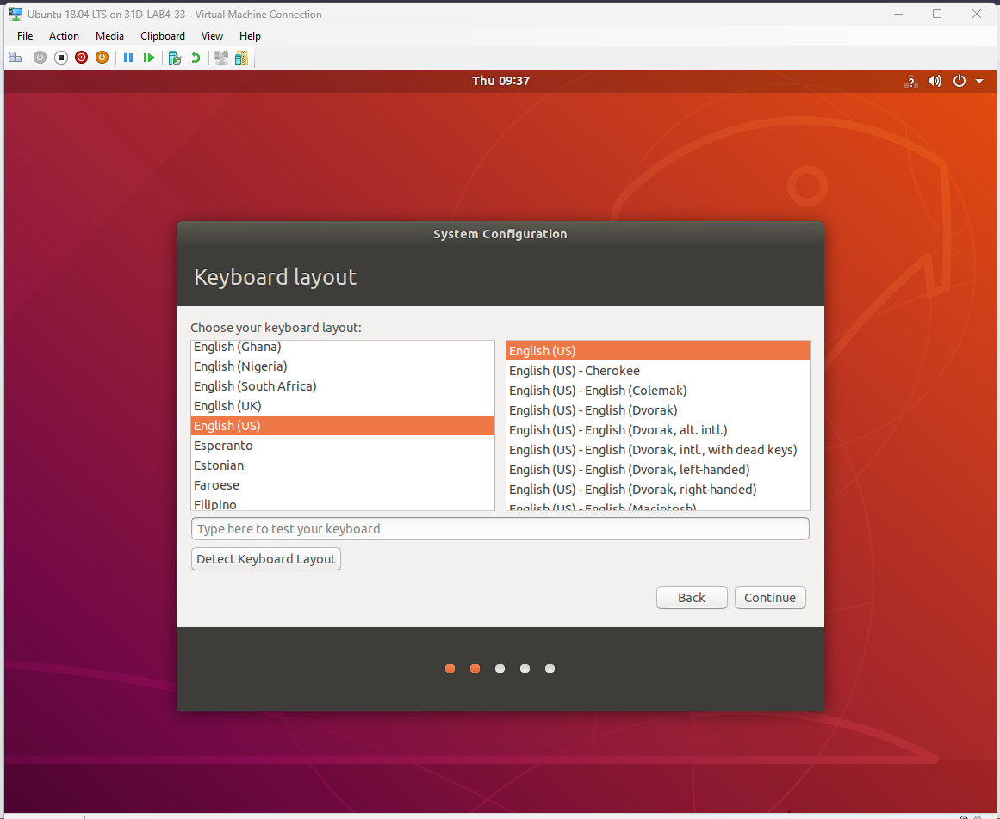 Ubuntu 18.04 LTS on 31D-LAB4-33 - Virtual Machine Connection
File Action Media Clipboard View Help
Thu 09:37
?
System Configuration
Keyboard layout
Choose your keyboard layout:
English (Ghana)
English (Nigeria)
English (South Africa)
English (UK)
English (US)
Esperanto
Estonian
Faroese
Filipino
English (US)
English (US) - Cherokee
English (US) - English (Colemak)
English (US) - English (Dvorak)
English (US) - English (Dvorak, alt. intl.)
English (US) - English (Dvorak, intl., with dead keys)
English (US) - English (Dvorak, left-handed)
English (US) - English (Dvorak, right-handed)
English (US) - English (Macintosh)
Type here to test your keyboard
Detect Keyboard Layout
Back Continue